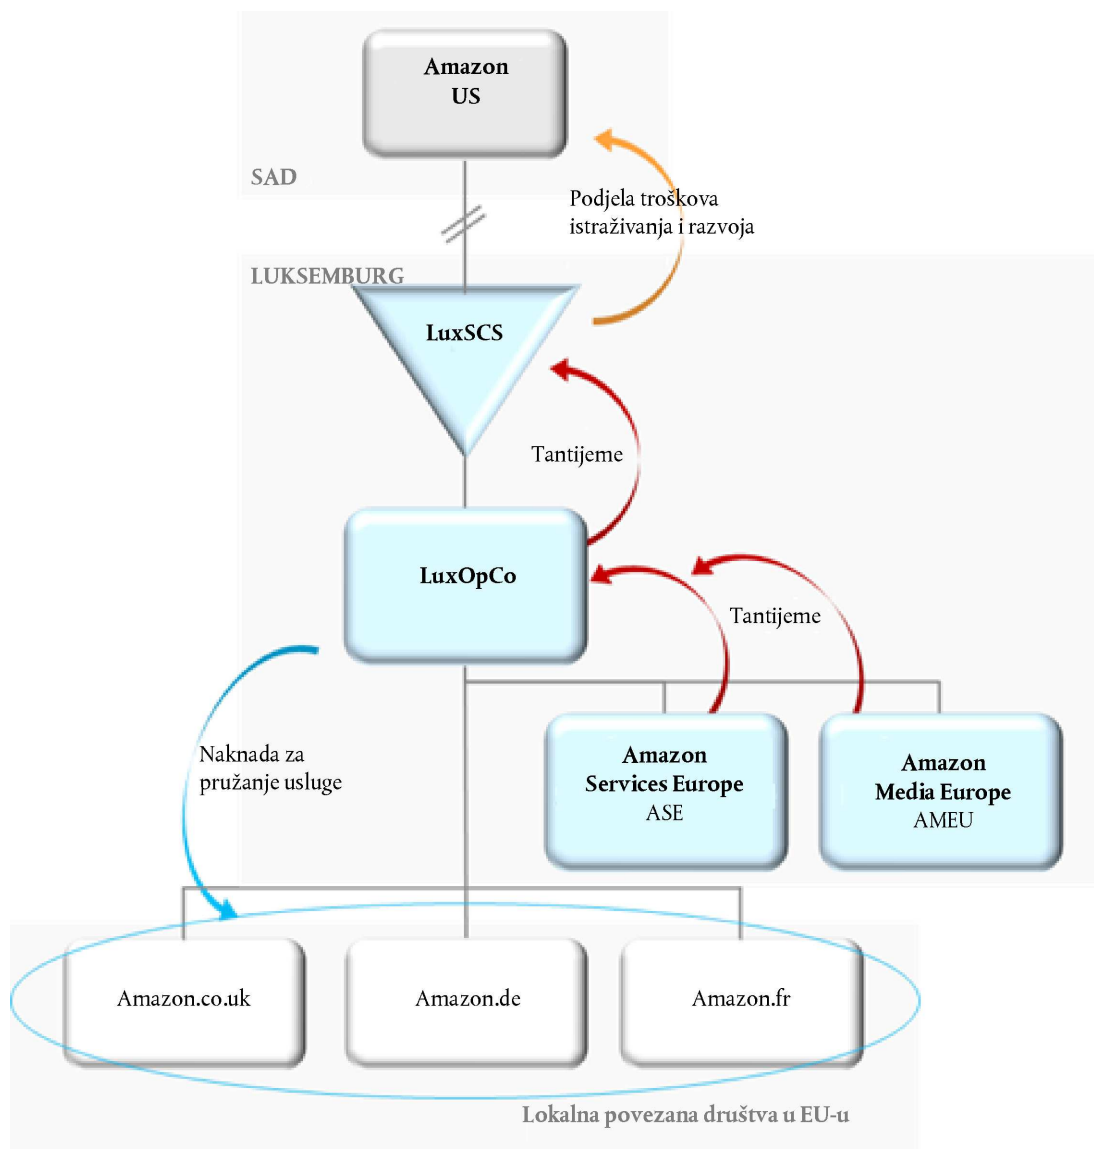 Amazon
US
SAD
Podjela troškova
istraživanja i razvoja
LUKSEMBURG
LuxSCS
Tantijeme
LuxOpCo
Tantijeme
Naknada za
pružanje usluge
Amazon
Services Europe
ASE
Amazon
Media Europe
AMEU
Amazon.co.uk
Amazon.de
Amazon.fr
Lokalna povezana društva u EU-u